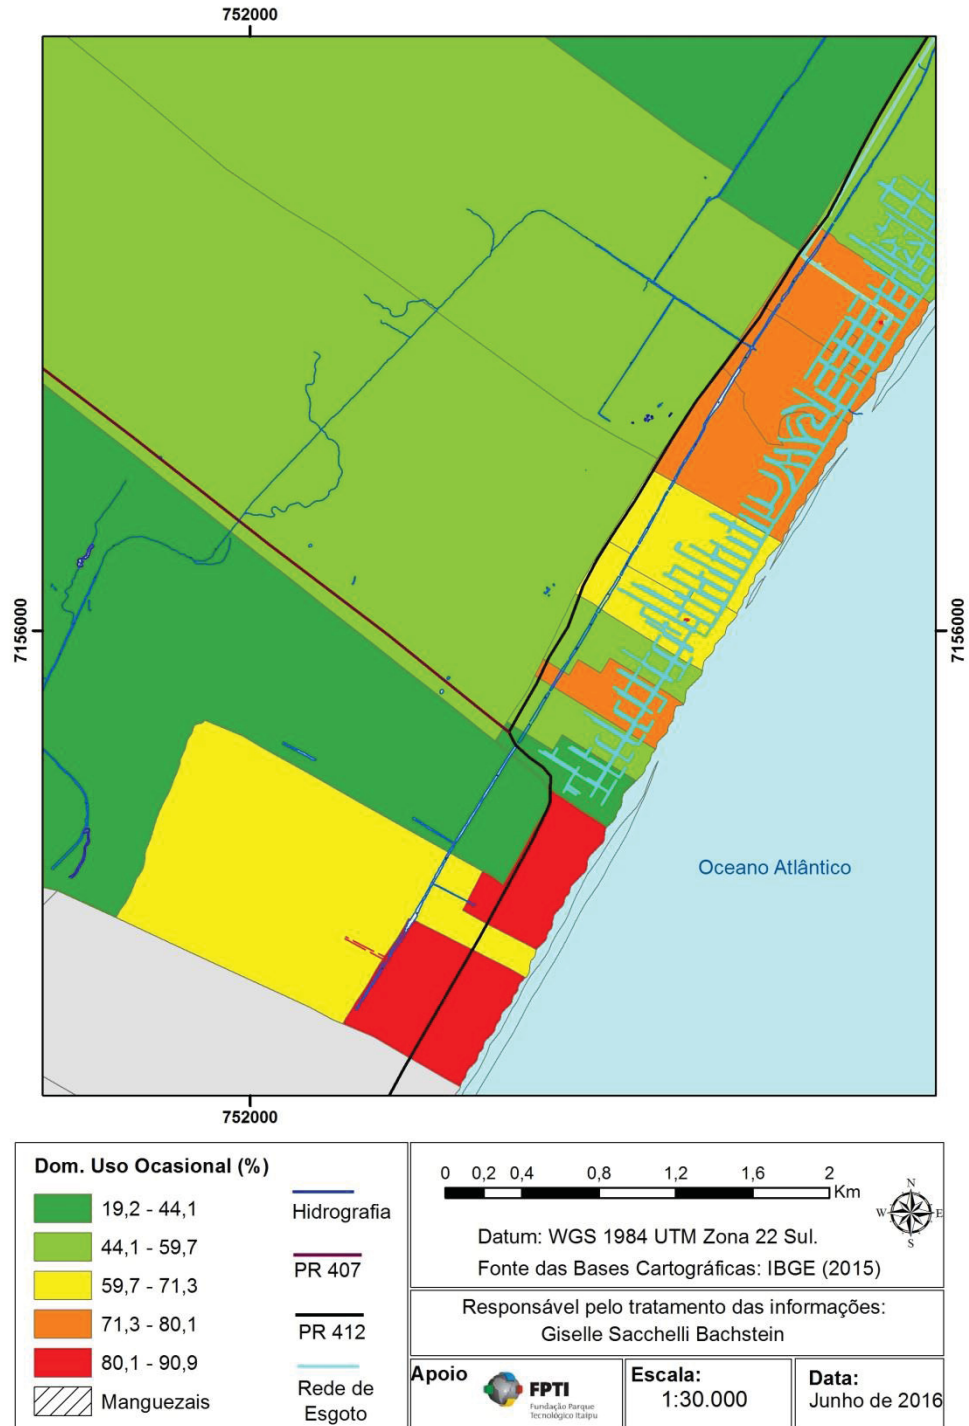 752000
7156000
7156000
Oceano Atlântico
752000
Dom. Uso Ocasional (%)
19,2 - 44,1
44,1 - 59,7
59,7 - 71,3
71,3 - 80,1
80,1 - 90,9
Manguezais
Hidrografia
PR 407
PR 412
Rede de
Esgoto
0 0,2 0,4 0,8 1,2 1,6 2
Km
N
W E
S
Datum: WGS 1984 UTM Zona 22 Sul.
Fonte das Bases Cartográficas: IBGE (2015)
Responsável pelo tratamento das informações:
Giselle Sacchelli Bachstein
Apoio
FPTI
Fundação Parque
Tecnológico Itaipu
Escala:
1:30.000
Data:
Junho de 2016